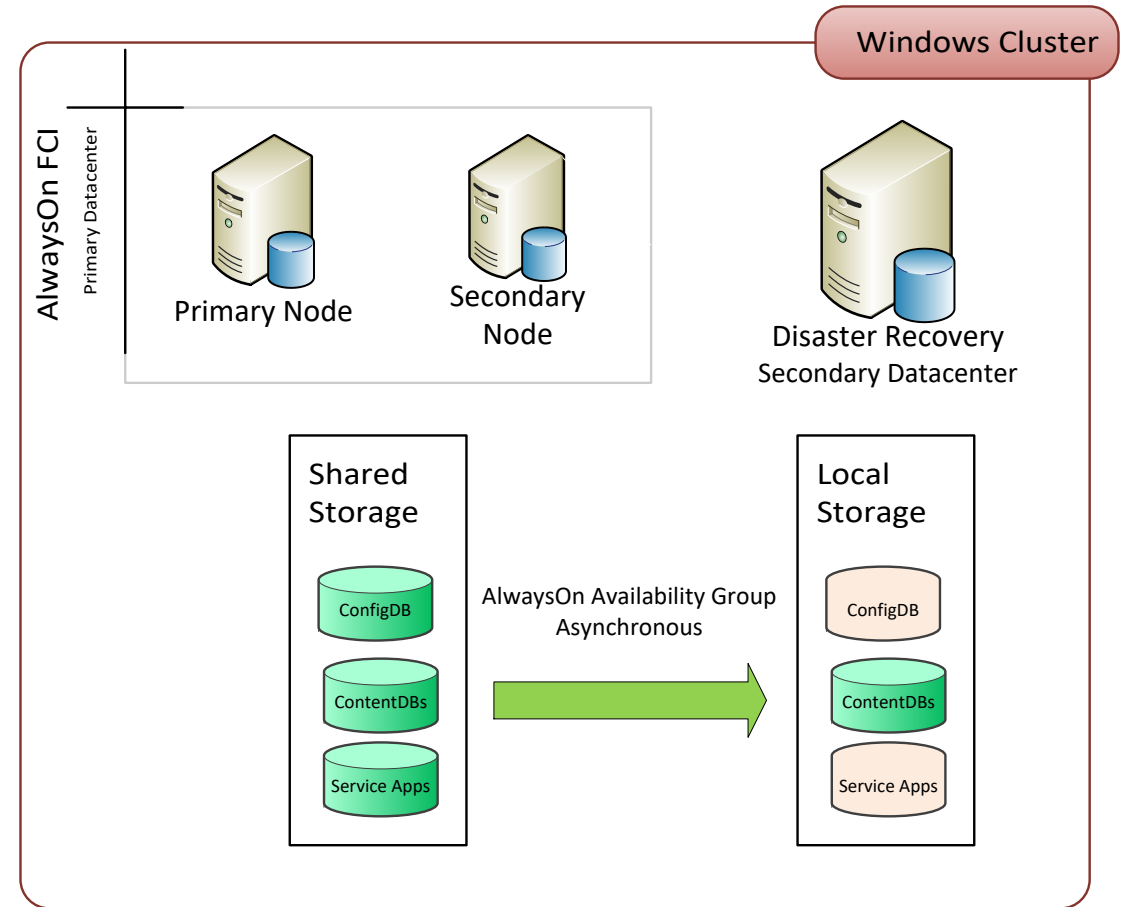 Windows Cluster
AlwaysOn FCI
Primary Datacenter
Primary Node
Secondary
Node
Disaster Recovery
Secondary Datacenter
Shared
Storage
ConfigDB
ContentDBs
Service Apps
AlwaysOn Availability Group
Asynchronous
Local
Storage
ConfigDB
ContentDBs
Service Apps